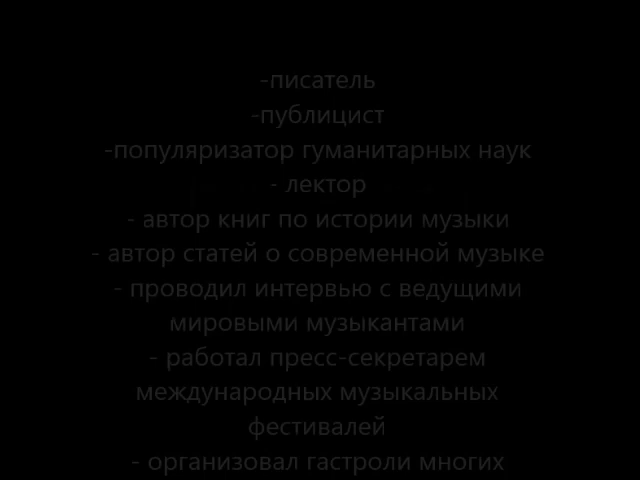 -писатель
-публицист
-популяризатор гуманитарных наук
- лектор
- автор книг по истории музыки
- автор статей о современной музыке
- проводил интервью с ведущими
мировыми музыкантами
- работал пресс-секретарем
международных музыкальных
фестивалей
- организовал гастроли многих